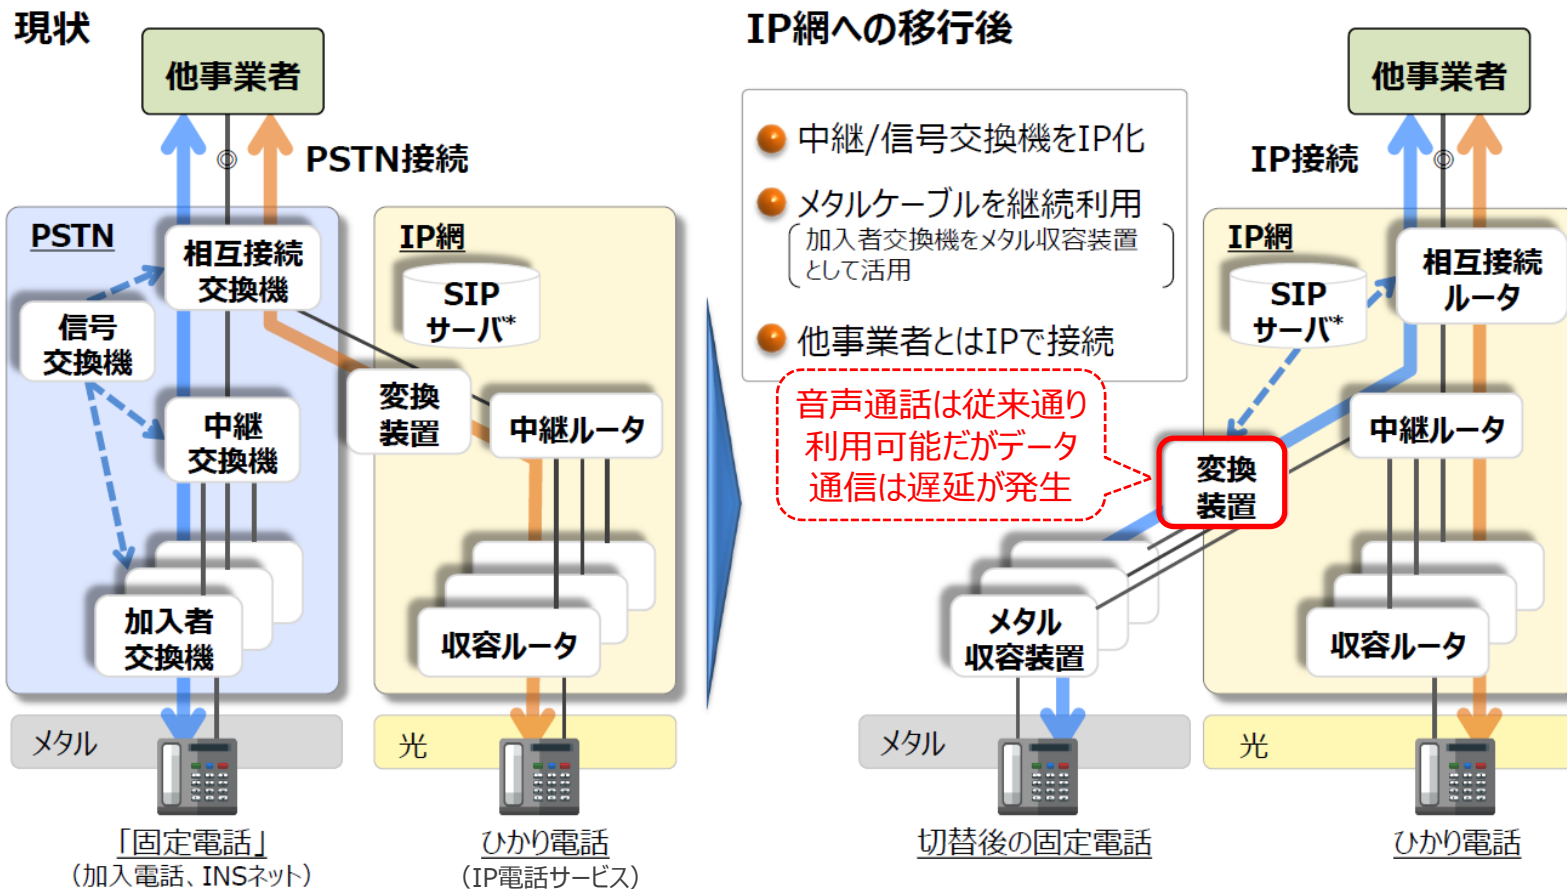 現状
他事業者
PSTN接続
PSTN
相互接続
交換機
信号
交換機
中継
交換機
加入者
交換機
IP網
SIP
サーバ*
変換
装置
中継ルータ
収容ルータ
メタル
光
「固定電話」
（加入電話、INSネット）
ひかり電話
（IP電話サービス）
IP網への移行後
中継/信号交換機をIP化
メタルケーブルを継続利用
加入者交換機をメタル収容装置
として活用
他事業者とはIPで接続
音声通話は従来通り
利用可能だがデータ
通信は遅延が発生
他事業者
IP接続
IP網
相互接続
ルータ
SIP
サーバ*
変換
装置
中継ルータ
メタル
収容装置
収容ルータ
メタル
光
切替後の固定電話
ひかり電話